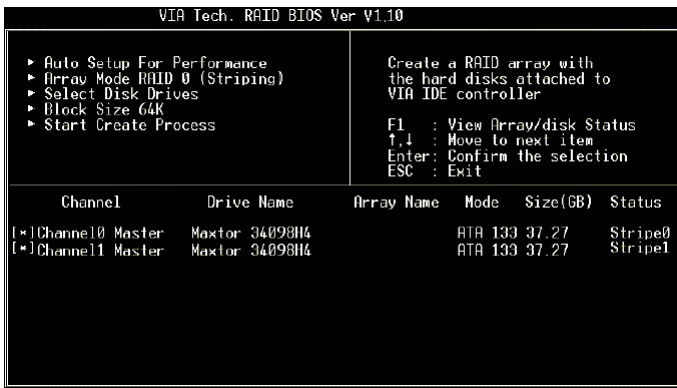 VIA Tech. RAID BIOS Ver V1.10
► Auto Setup For Performance
► Array Mode RAID 0 (Striping)
► Select Disk Drives
► Block Size 64K
► Start Create Process
Create a RAID array with
the hard disks attached to
VIA IDE controller
F1 : View Array/disk Status
↑,↓ : Move to next item
Enter: Confirm the selection
ESC : Exit
Channel Drive Name Array Name Mode Size(GB) Status
[*]Channel0 Master Maxtor 34098H4 ATA 133 37.27 Stripe0
[*]Channel1 Master Maxtor 34098H4 ATA 133 37.27 Stripe1